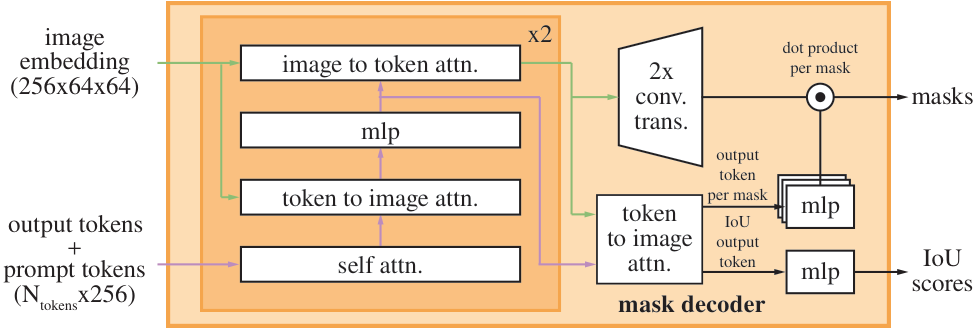 image
embedding
(256x64x64)
output tokens
+
prompt tokens
(Ntokensx256)
x2
image to token attn.
mlp
token to image attn.
self attn.
2x
conv.
trans.
dot product
per mask
masks
output
token
per mask
mlp
token
to image
attn.
IoU
output
token
mlp
IoU
scores
mask decoder